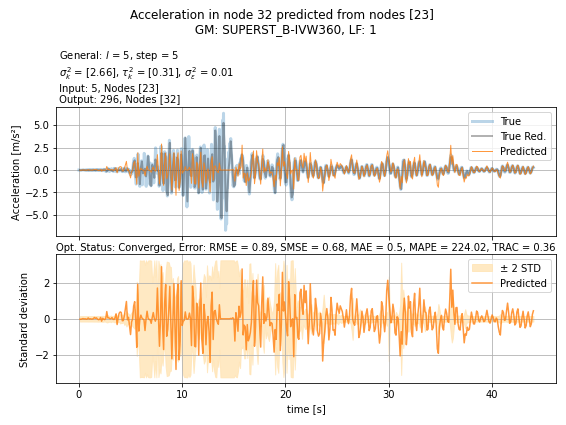 Acceleration in node 32 predicted from nodes [23]
GM: SUPERST_B-IVW360, LF: 1
General: l = 5, step = 5
σ²ₖ = [2.66], τ²ₖ = [0.31], σ²ₑ = 0.01
Input: 5, Nodes [23]
Output: 296, Nodes [32]
Acceleration [m/s²]
5.0
2.5
0.0
−2.5
−5.0
True
True Red.
Predicted
Opt. Status: Converged, Error: RMSE = 0.89, SMSE = 0.68, MAE = 0.5, MAPE = 224.02, TRAC = 0.36
Standard deviation
2
0
−2
± 2 STD
Predicted
0
10
20
30
40
time [s]